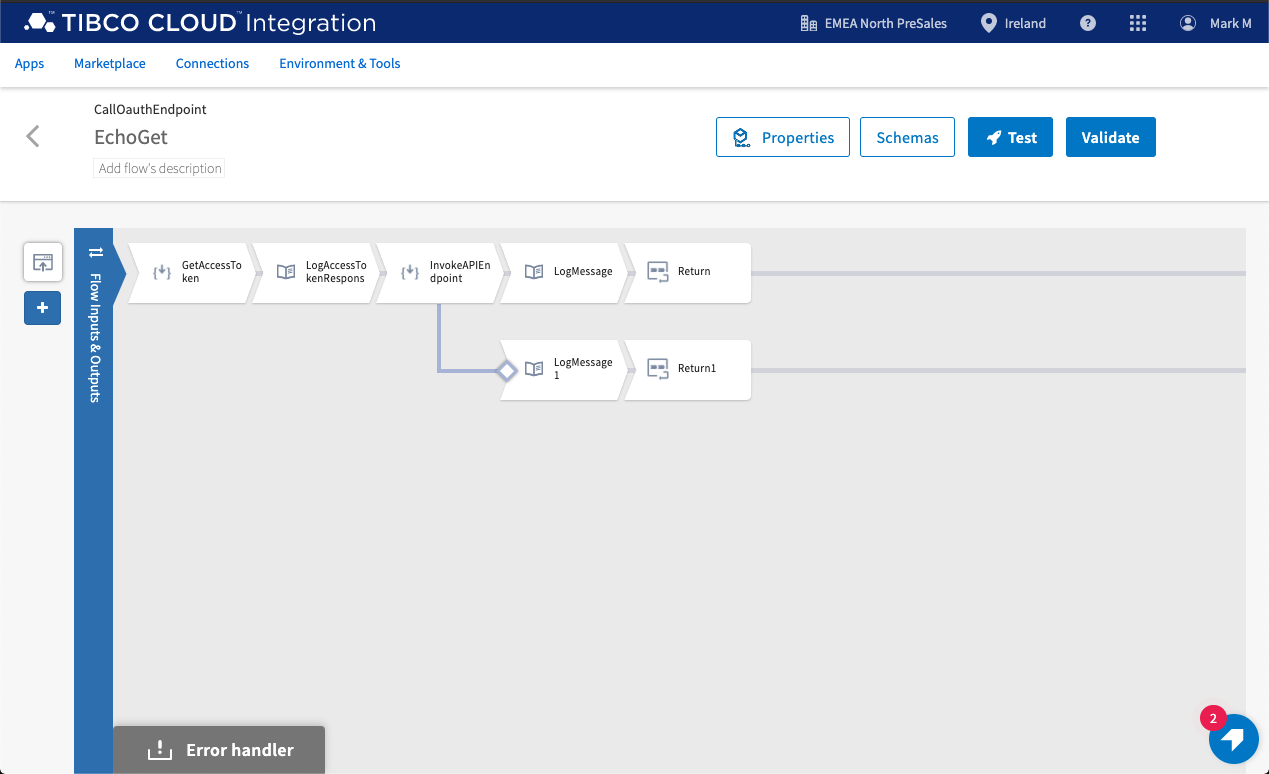 TIBCO CLOUD™ Integration
EMEA North PreSales
Ireland
?
Mark M
Apps
Marketplace
Connections
Environment & Tools
CallOauthEndpoint
EchoGet
Add flow's description
Properties
Schemas
Test
Validate
Flow Inputs & Outputs
GetAccessTo
ken
LogAccessTo
kenRespons
InvokeAPIEn
dpoint
LogMessage
Return
LogMessage
1
Return1
Error handler
2